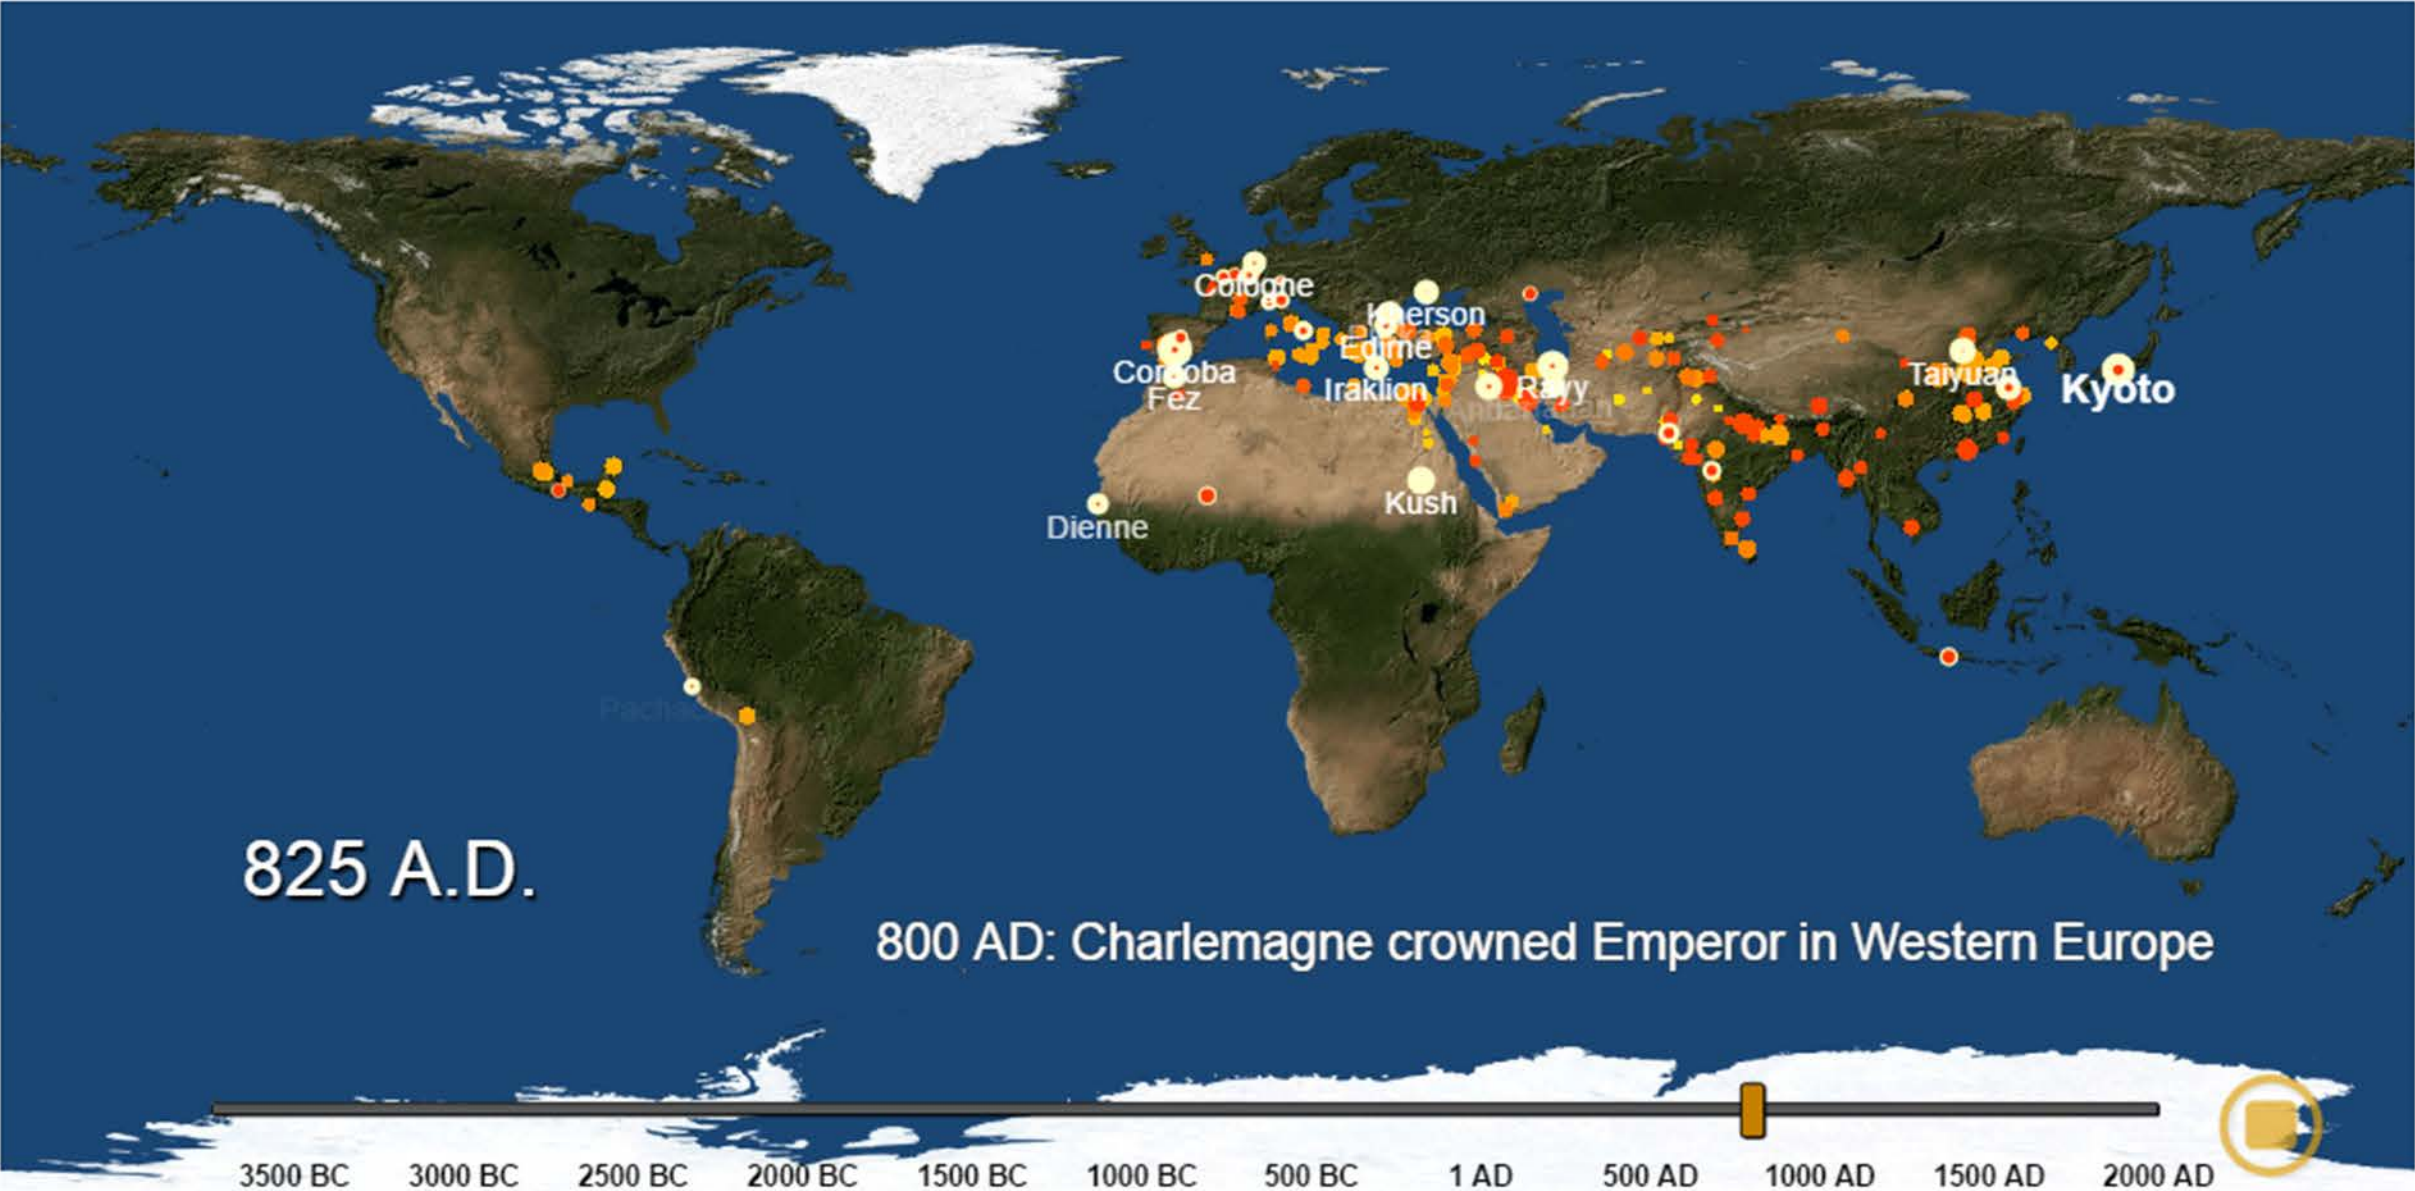 Cologne
Kherson
Edirne
Cordoba
Fez
Iraklion
Rayy
Taiyuan
Kyoto
Kush
Dienne
825 A.D.
800 AD: Charlemagne crowned Emperor in Western Europe
3500 BC 3000 BC 2500 BC 2000 BC 1500 BC 1000 BC 500 BC 1 AD 500 AD 1000 AD 1500 AD 2000 AD